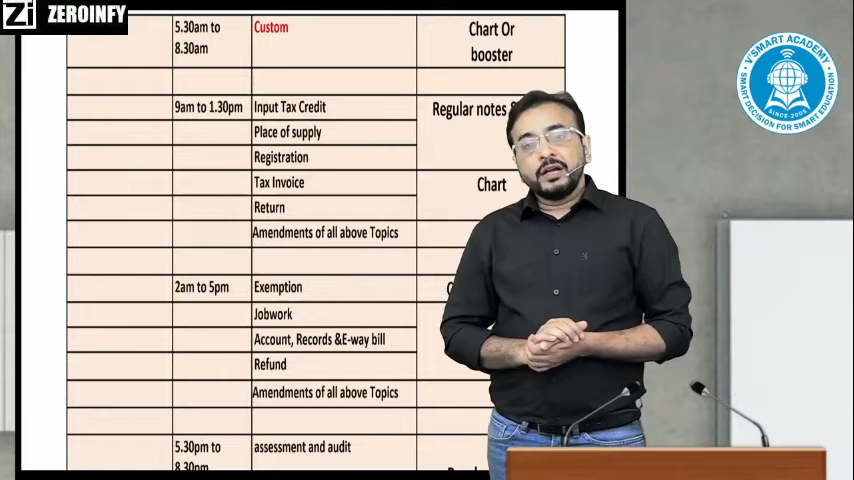 Zi ZEROINFY
5.30am to
8.30am
Custom
Chart Or
booster
9am to 1.30pm
Input Tax Credit
Regular notes
Place of supply
Registration
Tax Invoice
Chart
Return
Amendments of all above Topics
2am to 5pm
Exemption
Jobwork
Account, Records &E-way bill
Refund
Amendments of all above Topics
5.30pm to
8.30pm
assessment and audit
V'SMART ACADEMY
SMART DECISION FOR SMART EDUCATION
SINCE-2005